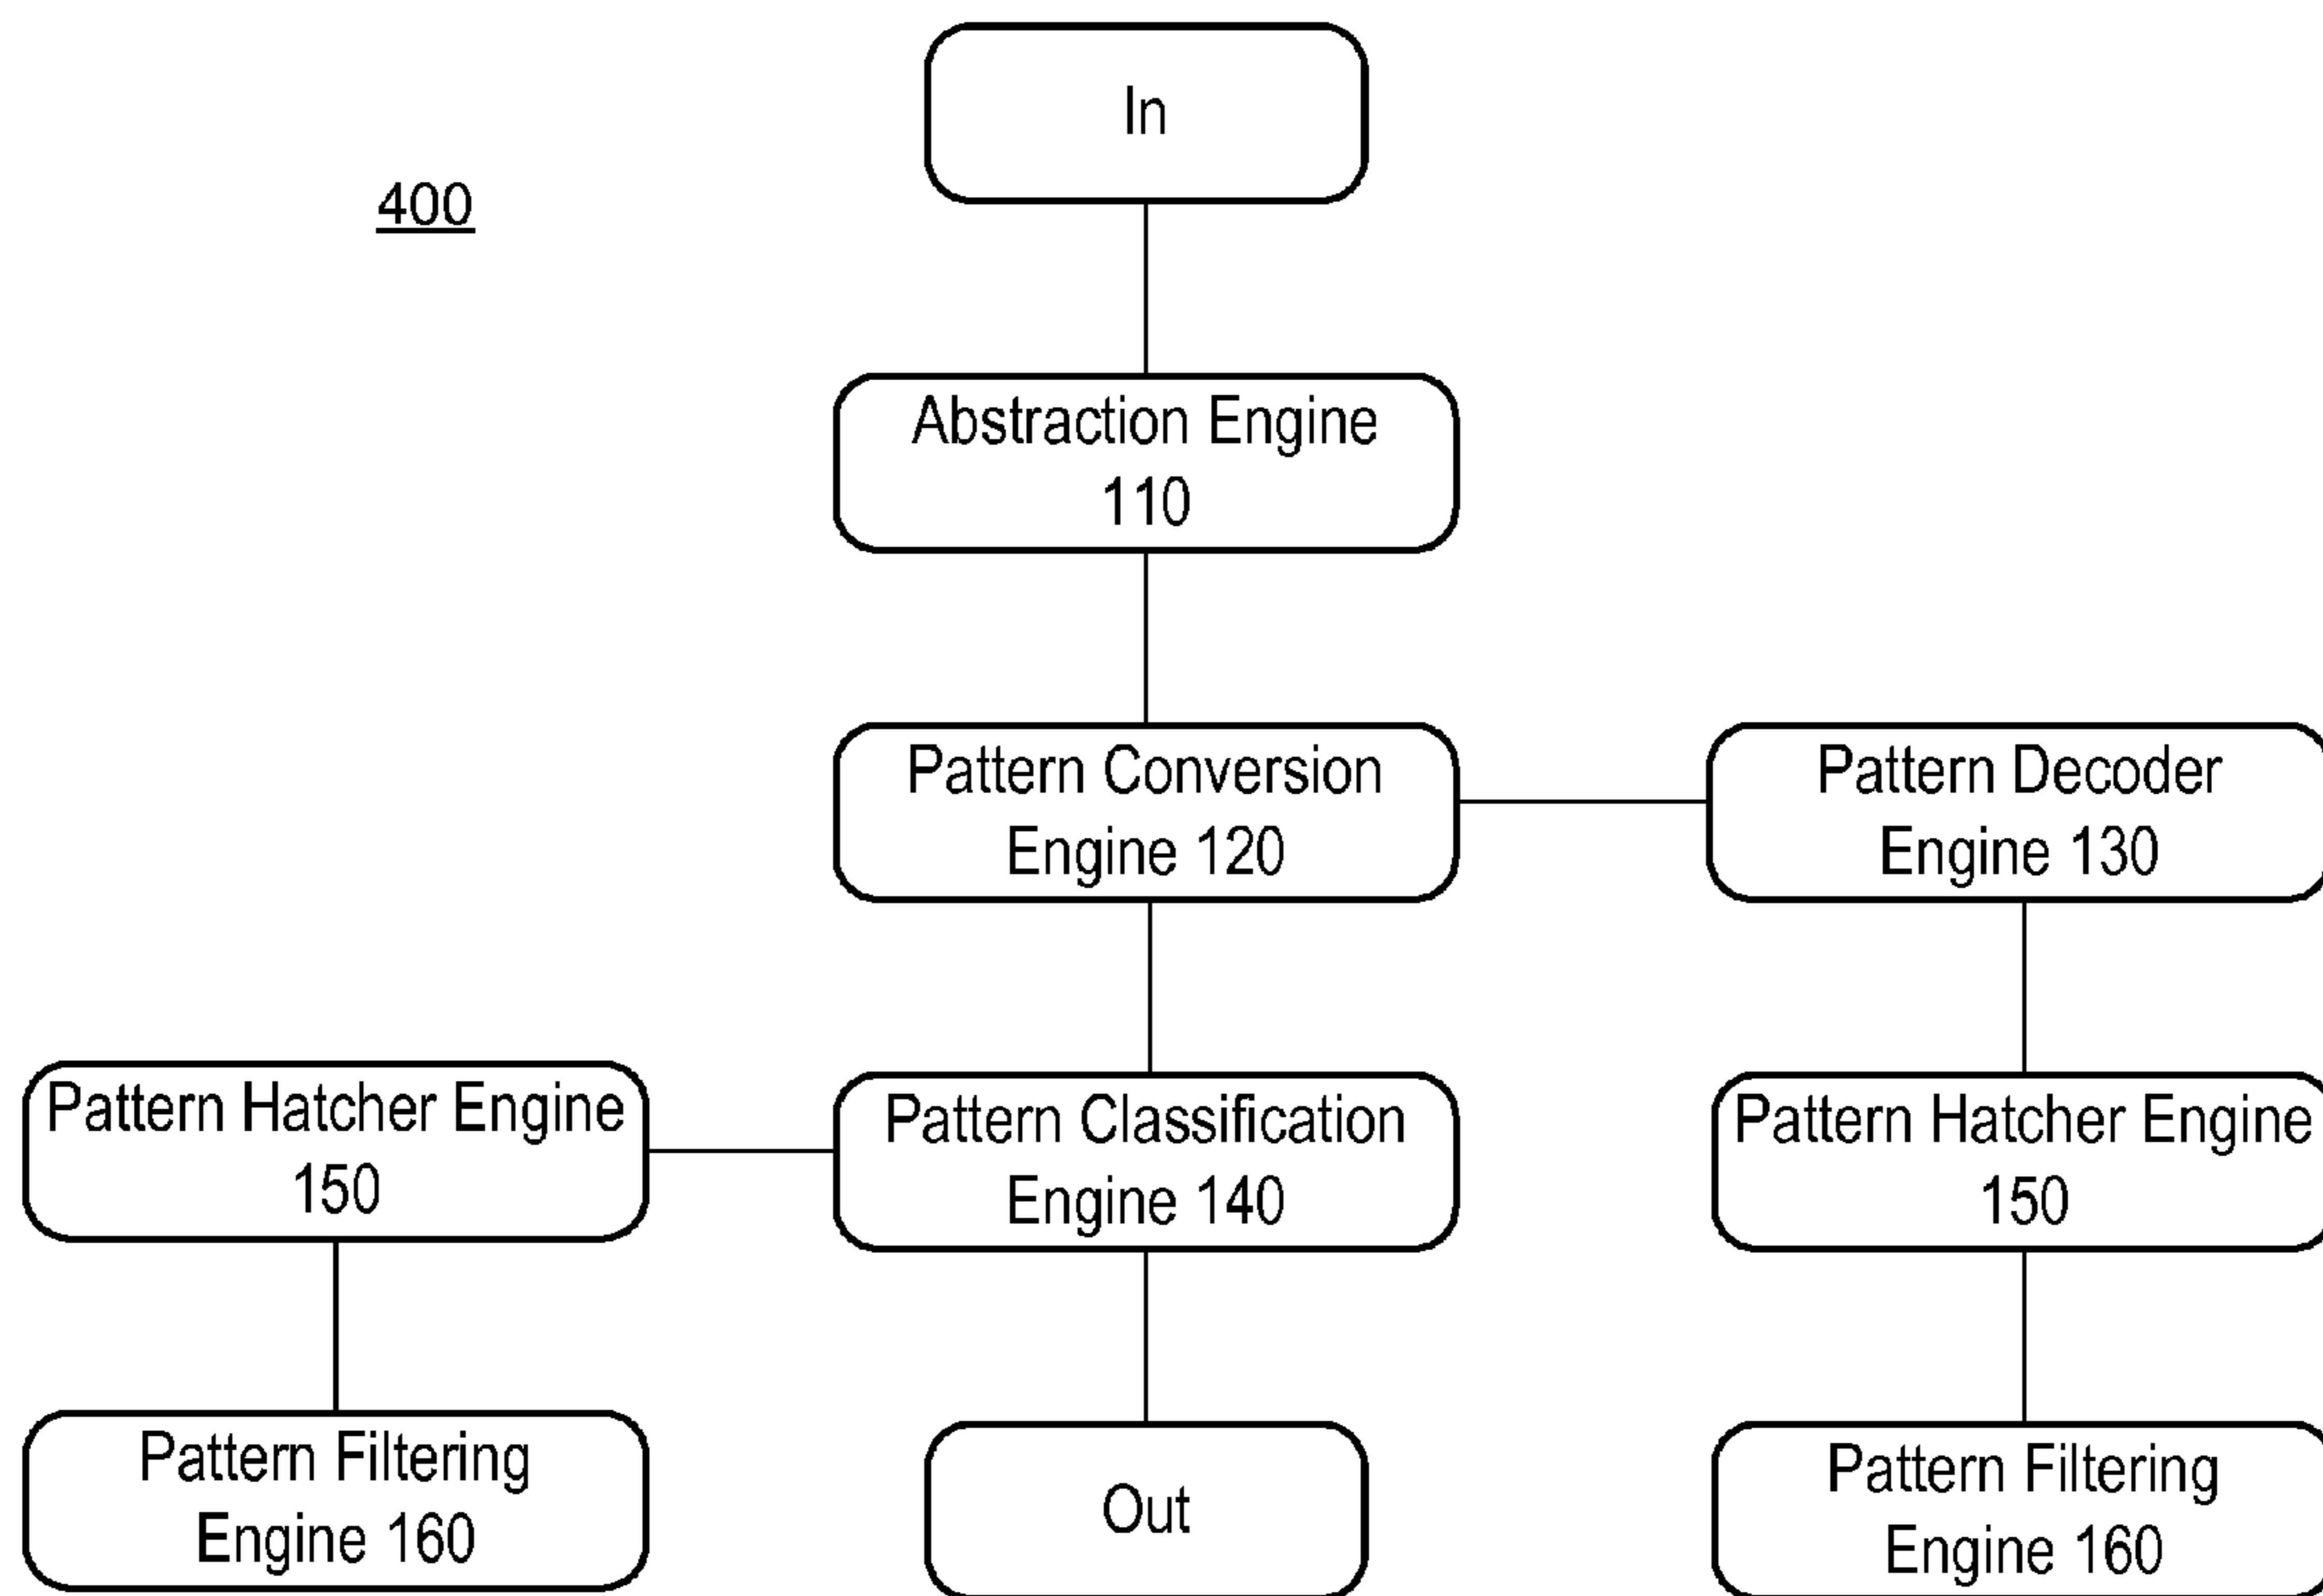 In
400
Abstraction Engine
110
Pattern Conversion
Engine 120
Pattern Decoder
Engine 130
Pattern Hatcher Engine
150
Pattern Classification
Engine 140
Pattern Hatcher Engine
150
Pattern Filtering
Engine 160
Out
Pattern Filtering
Engine 160